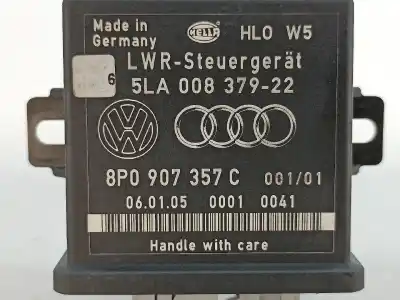 Made in
Germany
HELLA
HLO W5
6
LWR-Steuergerät
5LA 008 379-22
8P0 907 357 C 001/01
06.01.05 0001 0041
Handle with care